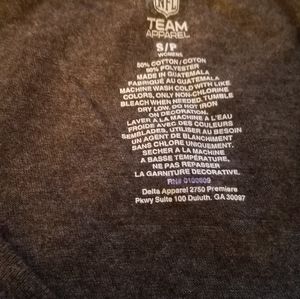 NFL
TEAM
APPAREL
S/P
WOMENS
50% COTTON / COTON
50% POLYESTER
MADE IN GUATEMALA
FABRIQUÉ AU GUATEMALA
MACHINE WASH COLD WITH LIKE
COLORS, ONLY NON-CHLORINE
BLEACH WHEN NEEDED, TUMBLE
DRY LOW, DO NOT IRON
ON DECORATION.
LAVER A LA MACHINE A L'EAU
FROIDE AVEC DES COULEURS
SEMBLABLES, UTILISER AU BESOIN
UN AGENT DE BLANCHIMENT
SANS CHLORE UNIQUEMENT.
SECHER A LA MACHINE
A BASSE TEMPÉRATURE,
NE PAS REPASSER
LA GARNITURE DECORATIVE.
RN# 0100609
Delta Apparel 2750 Premiere
Pkwy Suite 100 Duluth, GA 30097